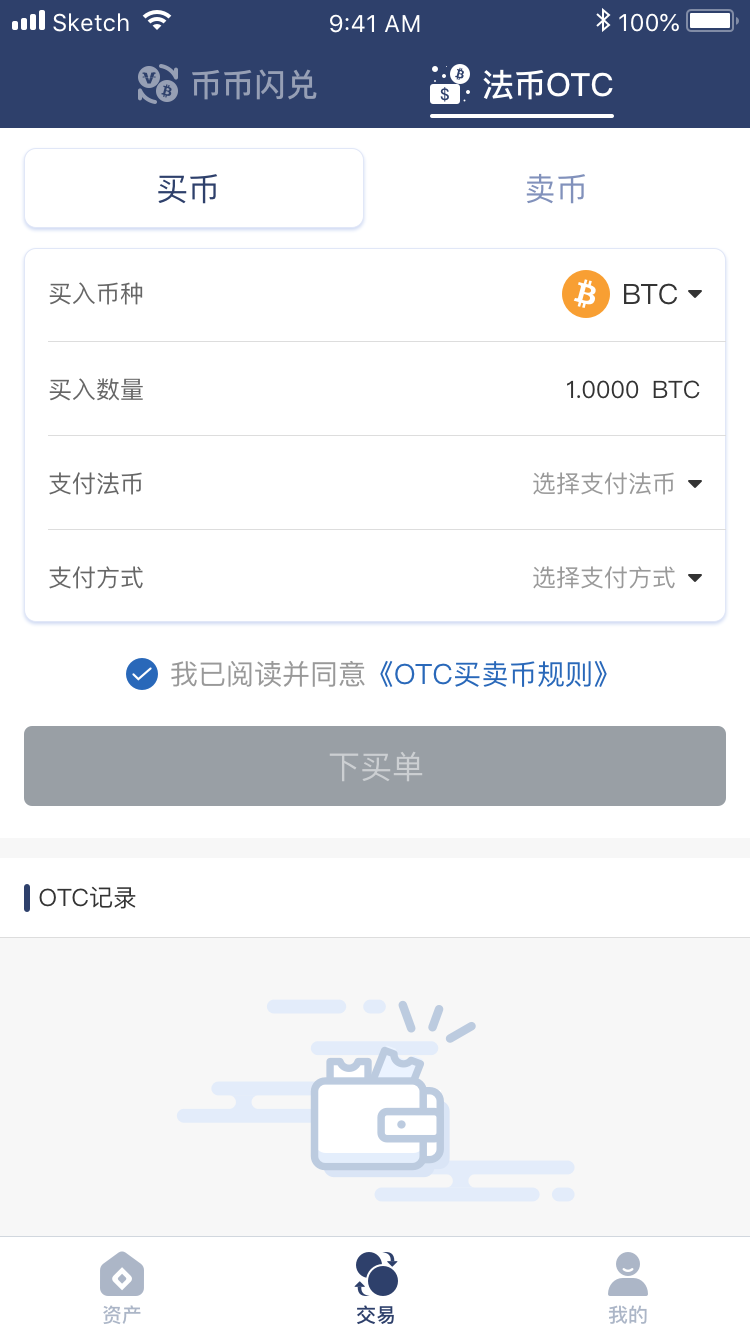 Sketch 9:41 AM 100%
币币闪兑 法币OTC
买币 卖币
买入币种 BTC
买入数量 1.0000 BTC
支付法币 选择支付法币
支付方式 选择支付方式
我已阅读并同意《OTC买卖币规则》
下买单
OTC记录
资产 交易 我的